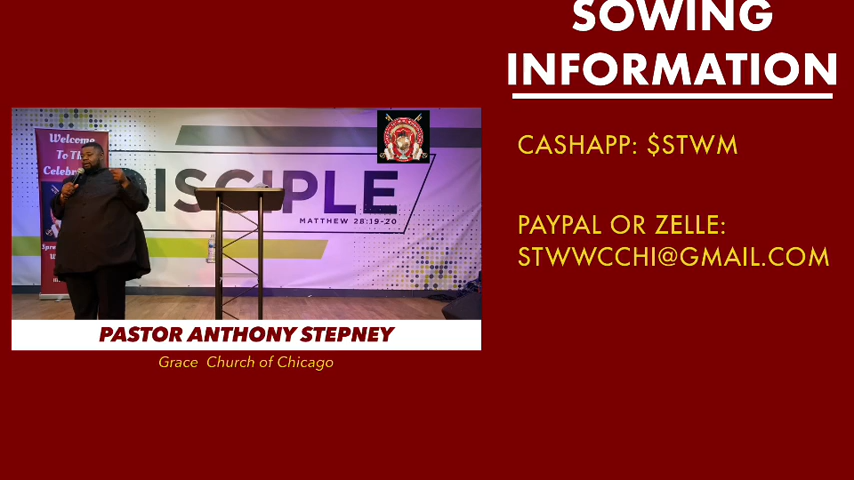 SOWING
INFORMATION
CASHAPP: $STWM
PAYPAL OR ZELLE:
STWWCCHI@GMAIL.COM
Welcome
To Th
Celebr
DISCIPLE
MATTHEW 28:19-20
PASTOR ANTHONY STEPNEY
Grace Church of Chicago